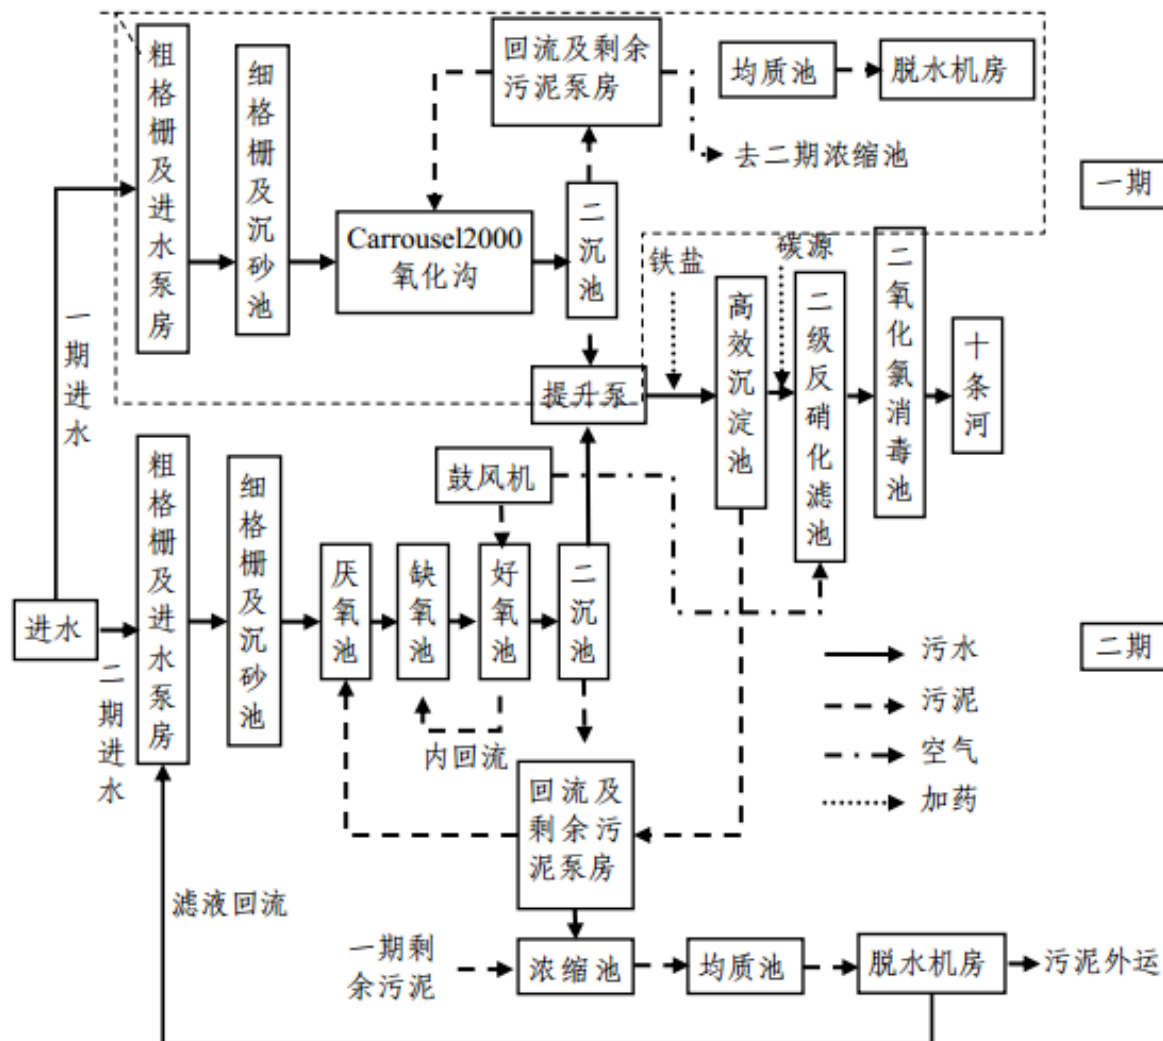 粗格栅及进水泵房
细格栅及沉砂池
回流及剩余
污泥泵房
均质池
脱水机房
去二期浓缩池
一期
Carrousel2000
氧化沟
二沉池
铁盐
碳源
高效沉淀池
二级反硝化滤池
二氧化氯消毒池
十条河
一期进水
提升泵
粗格栅及进水泵房
细格栅及沉砂池
鼓风机
厌氧池
缺氧池
好氧池
二沉池
进水
二期进水
内回流
污水
污泥
空气
加药
二期
回流及
剩余污
泥泵房
滤液回流
一期剩
余污泥
浓缩池
均质池
脱水机房
污泥外运